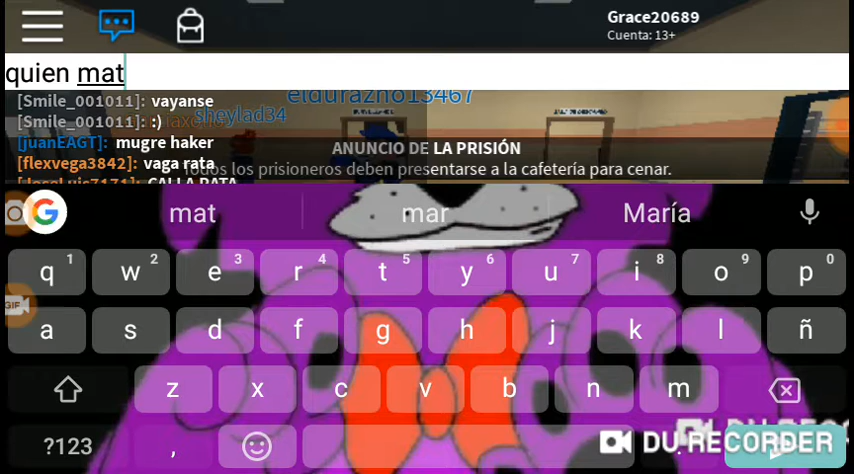 Grace20689
Cuenta: 13+
quien mat
eldurazno13467
[Smile_001011]: vayanse
sheylad34
[Smile_001011]: :)
[juanEAGT]: mugre haker
ANUNCIO DE LA PRISIÓN
[flexvega3842]: vaga rata
Todos los prisioneros deben presentarse a la cafetería para cenar.
CALLA RATA
G
mat mar María
q 1 w 2 e 3 r 4 t 5 y 6 u 7 i 8 o 9 p 0
GIF
a s d f g h j k l ñ
z x c v b n m
?123 , .
DU RECORDER